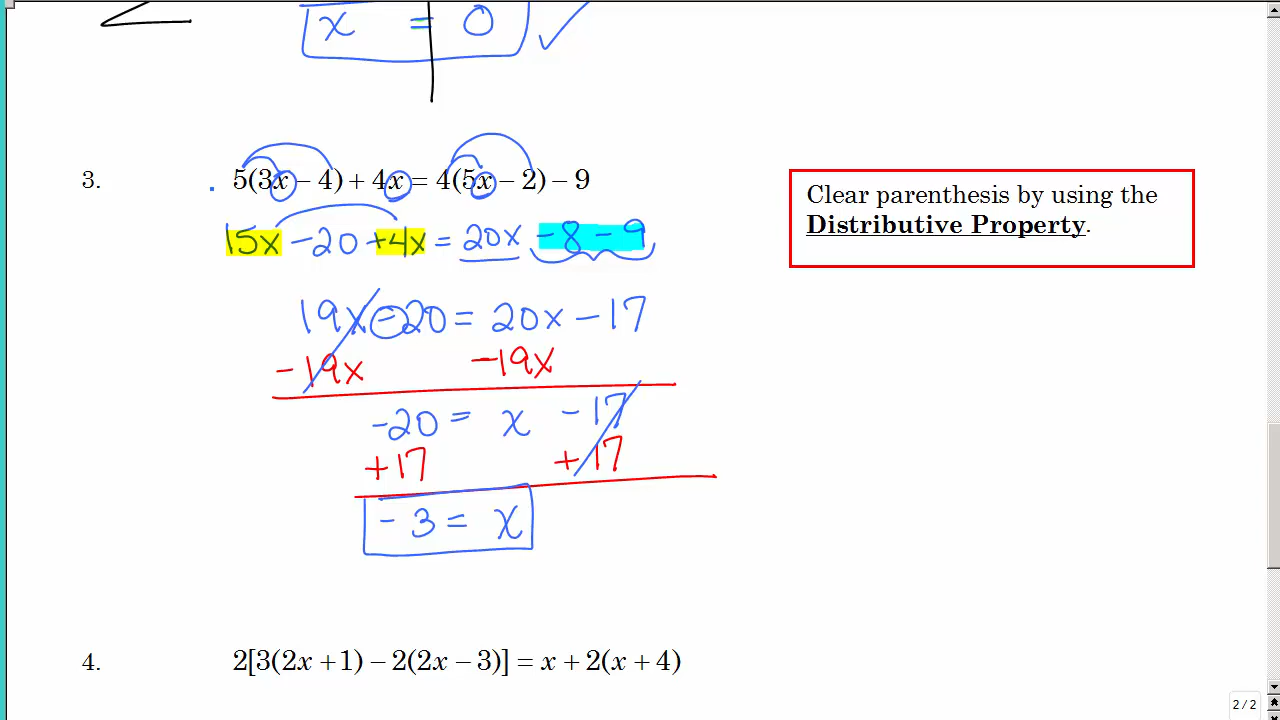 x = 0 ✓
3. 5(3x − 4) + 4x = 4(5x − 2) − 9
Clear parenthesis by using the
Distributive Property.
15x − 20 + 4x = 20x − 8 − 9
19x − 20 = 20x − 17
− 19x − 19x
−20 = x − 17
+ 17 + 17
− 3 = x
4. 2[3(2x + 1) − 2(2x − 3)] = x + 2(x + 4)
2 / 2